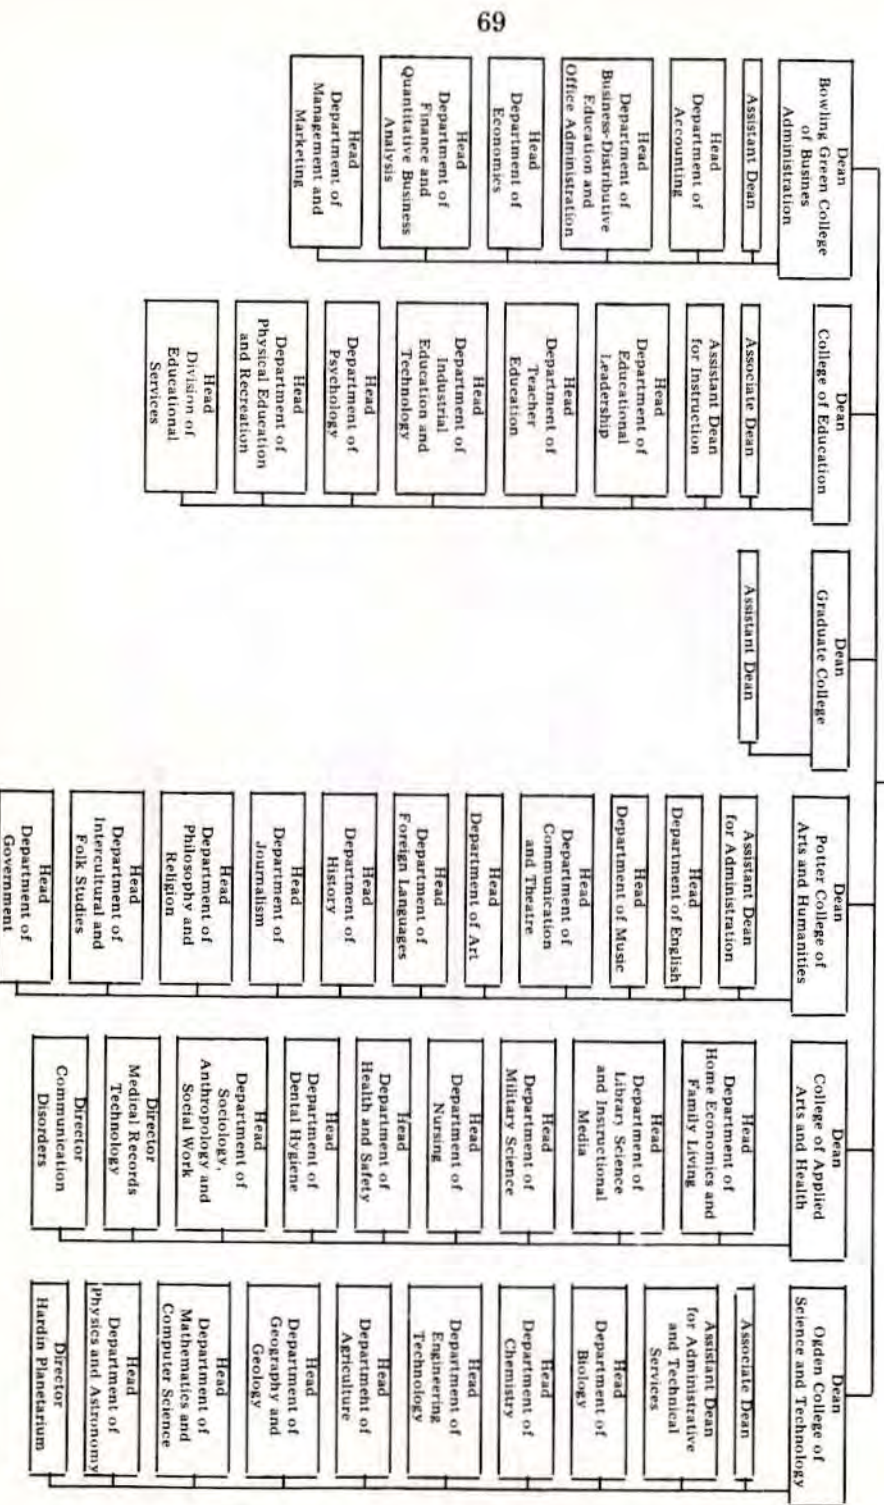 69
Dean
Bowling Green College
of Busines
Administration
Assistant Dean
Head
Department of
Accounting
Head
Department of
Business-Distributive
Education and
Office Administration
Head
Department of
Economics
Head
Department of
Finance and
Quantitative Business
Analysis
Head
Department of
Management and
Marketing
Dean
College of Education
Associate Dean
Assistant Dean
for Instruction
Head
Department of
Educational
Leadership
Head
Department of
Teacher
Education
Head
Department of
Industrial
Education and
Technology
Head
Department of
Psychology
Head
Department of
Physical Education
and Recreation
Head
Division of
Educational
Services
Dean
Graduate College
Assistant Dean
Dean
Potter College of
Arts and Humanities
Assistant Dean
for Administration
Head
Department of English
Head
Department of Music
Head
Department of
Communication
and Theatre
Head
Department of Art
Head
Department of
Foreign Languages
Head
Department of
History
Head
Department of
Journalism
Head
Department of
Philosophy and
Religion
Head
Department of
Intercultural and
Folk Studies
Head
Department of
Government
Dean
College of Applied
Arts and Health
Head
Department of
Home Economics and
Family Living
Head
Department of
Library Science
and Instructional
Media
Head
Department of
Military Science
Head
Department of
Nursing
Head
Department of
Health and Safety
Head
Department of
Dental Hygiene
Head
Department of
Sociology,
Anthropology and
Social Work
Director
Medical Records
Technology
Director
Communication
Disorders
Dean
Ogden College of
Science and Technology
Associate Dean
Assistant Dean
for Administrative
and Technical
Services
Head
Department of
Biology
Head
Department of
Chemistry
Head
Department of
Engineering
Technology
Head
Department of
Agriculture
Head
Department of
Geography and
Geology
Head
Department of
Mathematics and
Computer Science
Head
Department of
Physics and Astronomy
Director
Hardin Planetarium